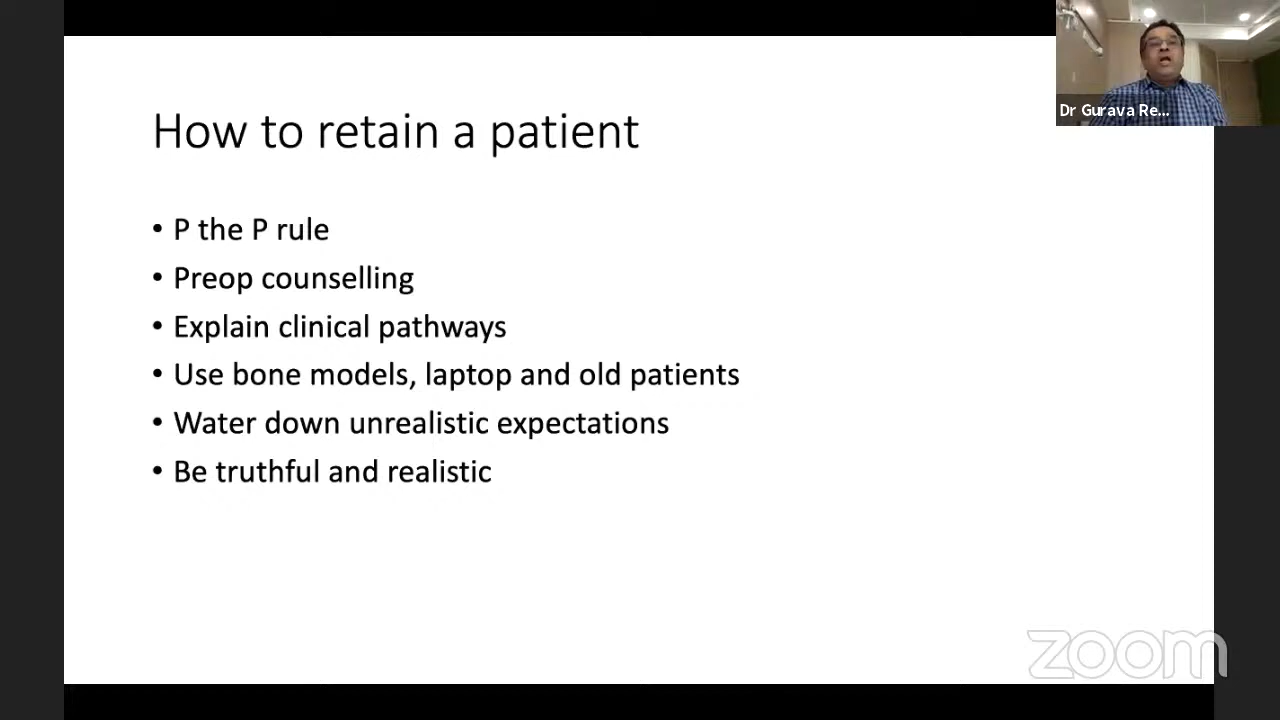 How to retain a patient
• P the P rule
• Preop counselling
• Explain clinical pathways
• Use bone models, laptop and old patients
• Water down unrealistic expectations
• Be truthful and realistic
Dr Gurava Re...
zoom